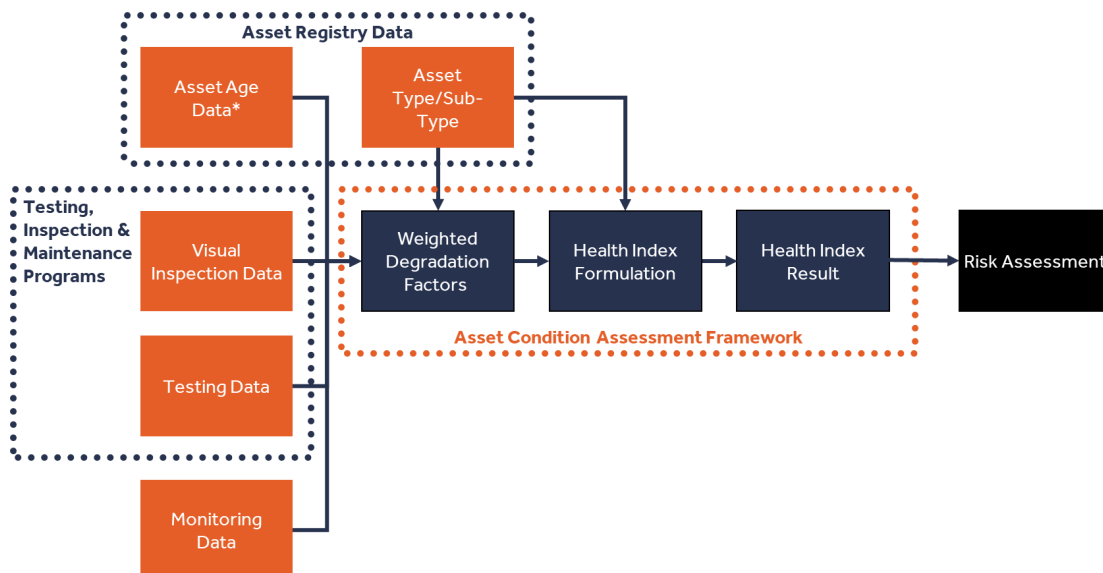 Asset Registry Data
Asset Age
Data*
Asset
Type/Sub-
Type
Testing,
Inspection &
Maintenance
Programs
Visual
Inspection Data
Weighted
Degradation
Factors
Health Index
Formulation
Health Index
Result
Risk Assessment
Asset Condition Assessment Framework
Testing Data
Monitoring
Data